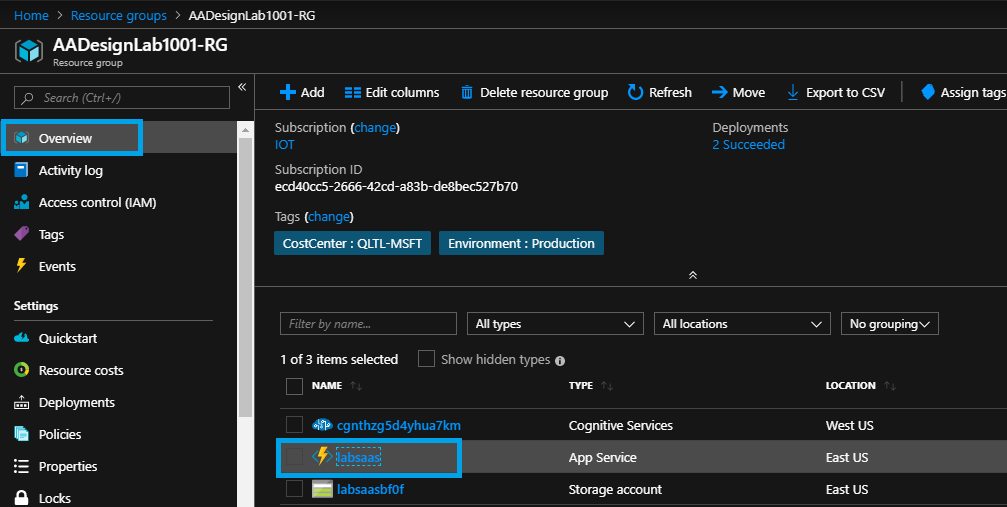 Home > Resource groups > AADesignLab1001-RG
AADesignLab1001-RG
Resource group
Search (Ctrl+/)
«
Overview
Activity log
Access control (IAM)
Tags
Events
Settings
Quickstart
Resource costs
Deployments
Policies
Properties
Locks
Add Edit columns Delete resource group Refresh Move Export to CSV Assign tags
Subscription (change) Deployments
IOT 2 Succeeded
Subscription ID
ecd40cc5-2666-42cd-a83b-de8bec527b70
Tags (change)
CostCenter : QLTL-MSFT Environment : Production
Filter by name... All types All locations No grouping
1 of 3 items selected Show hidden types
NAME TYPE LOCATION
cgnthzg5d4yhua7km Cognitive Services West US
labsaas App Service East US
labsaasbf0f Storage account East US